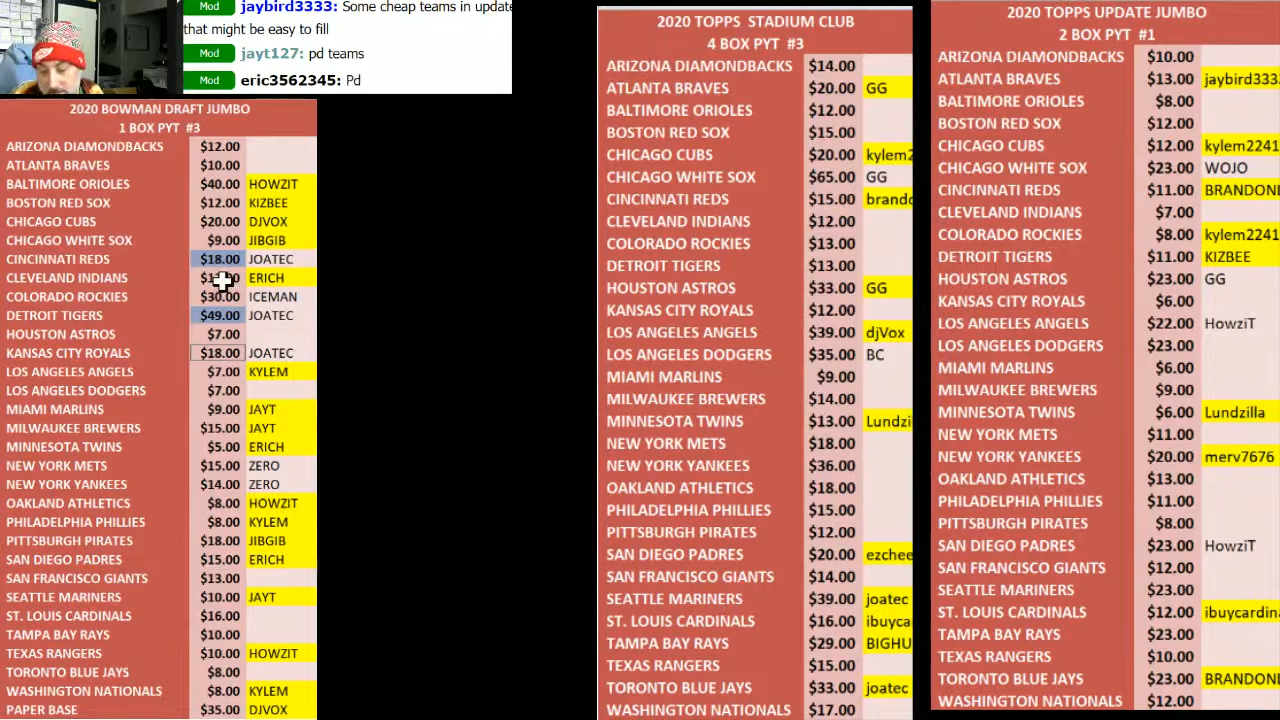 Mod jaybird3333: Some cheap teams in update
that might be easy to fill
Mod jayt127: pd teams
Mod eric3562345: Pd
2020 BOWMAN DRAFT JUMBO
1 BOX PYT #3
ARIZONA DIAMONDBACKS $12.00
ATLANTA BRAVES $10.00
BALTIMORE ORIOLES $40.00 HOWZIT
BOSTON RED SOX $12.00 KIZBEE
CHICAGO CUBS $20.00 DJVOX
CHICAGO WHITE SOX $9.00 JIBGIB
CINCINNATI REDS $18.00 JOATEC
CLEVELAND INDIANS ERICH
COLORADO ROCKIES $30.00 ICEMAN
DETROIT TIGERS $49.00 JOATEC
HOUSTON ASTROS $7.00
KANSAS CITY ROYALS $18.00 JOATEC
LOS ANGELES ANGELS $7.00 KYLEM
LOS ANGELES DODGERS $7.00
MIAMI MARLINS $9.00 JAYT
MILWAUKEE BREWERS $15.00 JAYT
MINNESOTA TWINS $5.00 ERICH
NEW YORK METS $15.00 ZERO
NEW YORK YANKEES $14.00 ZERO
OAKLAND ATHLETICS $8.00 HOWZIT
PHILADELPHIA PHILLIES $8.00 KYLEM
PITTSBURGH PIRATES $18.00 JIBGIB
SAN DIEGO PADRES $15.00 ERICH
SAN FRANCISCO GIANTS $13.00
SEATTLE MARINERS $10.00 JAYT
ST. LOUIS CARDINALS $16.00
TAMPA BAY RAYS $10.00
TEXAS RANGERS $10.00 HOWZIT
TORONTO BLUE JAYS $8.00
WASHINGTON NATIONALS $8.00 KYLEM
PAPER BASE $35.00 DJVOX
2020 TOPPS STADIUM CLUB
4 BOX PYT #3
ARIZONA DIAMONDBACKS $14.00
ATLANTA BRAVES $20.00 GG
BALTIMORE ORIOLES $12.00
BOSTON RED SOX $15.00
CHICAGO CUBS $20.00 kylem2
CHICAGO WHITE SOX $65.00 GG
CINCINNATI REDS $15.00 brando
CLEVELAND INDIANS $12.00
COLORADO ROCKIES $13.00
DETROIT TIGERS $13.00
HOUSTON ASTROS $33.00 GG
KANSAS CITY ROYALS $12.00
LOS ANGELES ANGELS $39.00 djVox
LOS ANGELES DODGERS $35.00 BC
MIAMI MARLINS $9.00
MILWAUKEE BREWERS $14.00
MINNESOTA TWINS $13.00 Lundzi
NEW YORK METS $18.00
NEW YORK YANKEES $36.00
OAKLAND ATHLETICS $18.00
PHILADELPHIA PHILLIES $15.00
PITTSBURGH PIRATES $12.00
SAN DIEGO PADRES $20.00 ezchee
SAN FRANCISCO GIANTS $14.00
SEATTLE MARINERS $39.00 joatec
ST. LOUIS CARDINALS $16.00 ibuyca
TAMPA BAY RAYS $29.00 BIGHU
TEXAS RANGERS $15.00
TORONTO BLUE JAYS $33.00 joatec
WASHINGTON NATIONALS $17.00
2020 TOPPS UPDATE JUMBO
2 BOX PYT #1
ARIZONA DIAMONDBACKS $10.00
ATLANTA BRAVES $13.00 jaybird333
BALTIMORE ORIOLES $8.00
BOSTON RED SOX $12.00
CHICAGO CUBS $12.00 kylem2241
CHICAGO WHITE SOX $23.00 WOJO
CINCINNATI REDS $11.00 BRANDON
CLEVELAND INDIANS $7.00
COLORADO ROCKIES $8.00 kylem2241
DETROIT TIGERS $11.00 KIZBEE
HOUSTON ASTROS $23.00 GG
KANSAS CITY ROYALS $6.00
LOS ANGELES ANGELS $22.00 HowziT
LOS ANGELES DODGERS $23.00
MIAMI MARLINS $6.00
MILWAUKEE BREWERS $9.00
MINNESOTA TWINS $6.00 Lundzilla
NEW YORK METS $11.00
NEW YORK YANKEES $20.00 merv7676
OAKLAND ATHLETICS $13.00
PHILADELPHIA PHILLIES $11.00
PITTSBURGH PIRATES $8.00
SAN DIEGO PADRES $23.00 HowziT
SAN FRANCISCO GIANTS $12.00
SEATTLE MARINERS $23.00
ST. LOUIS CARDINALS $12.00 ibuycardin
TAMPA BAY RAYS $23.00
TEXAS RANGERS $10.00
TORONTO BLUE JAYS $23.00 BRANDON
WASHINGTON NATIONALS $12.00